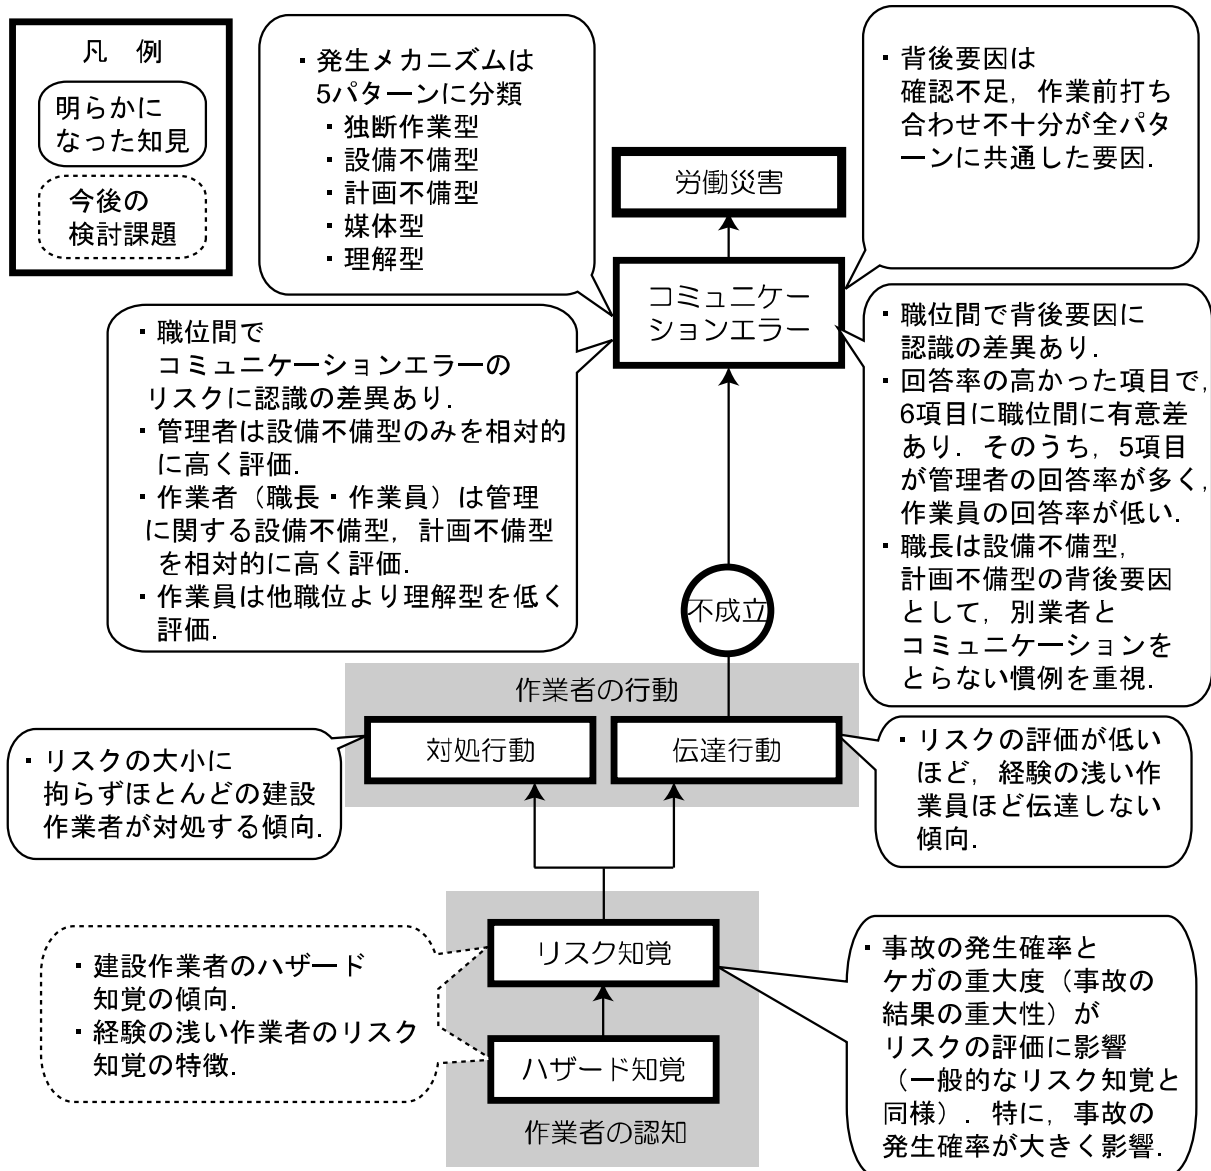 凡　例
明らかに
なった知見
今後の
検討課題
・発生メカニズムは
5パターンに分類
・独断作業型
・設備不備型
・計画不備型
・媒体型
・理解型
・背後要因は
確認不足，作業前打ち
合わせ不十分が全パタ
ーンに共通した要因．
労働災害
コミュニケー
ションエラー
・職位間で
コミュニケーションエラーの
リスクに認識の差異あり．
・管理者は設備不備型のみを相対的
に高く評価．
・作業者（職長・作業員）は管理
に関する設備不備型，計画不備型
を相対的に高く評価．
・作業員は他職位より理解型を低く
評価．
・職位間で背後要因に
認識の差異あり．
・回答率の高かった項目で，
6項目に職位間に有意差
あり．そのうち，5項目
が管理者の回答率が多く，
作業員の回答率が低い．
・職長は設備不備型，
計画不備型の背後要因
として，別業者と
コミュニケーションを
とらない慣例を重視．
不成立
作業者の行動
対処行動
伝達行動
・リスクの大小に
拘らずほとんどの建設
作業者が対処する傾向．
・リスクの評価が低い
ほど，経験の浅い作
業員ほど伝達しない
傾向．
リスク知覚
ハザード知覚
作業者の認知
・建設作業者のハザード
知覚の傾向．
・経験の浅い作業者のリスク
知覚の特徴．
・事故の発生確率と
ケガの重大度（事故の
結果の重大性）が
リスクの評価に影響
（一般的なリスク知覚と
同様）．特に，事故の
発生確率が大きく影響．